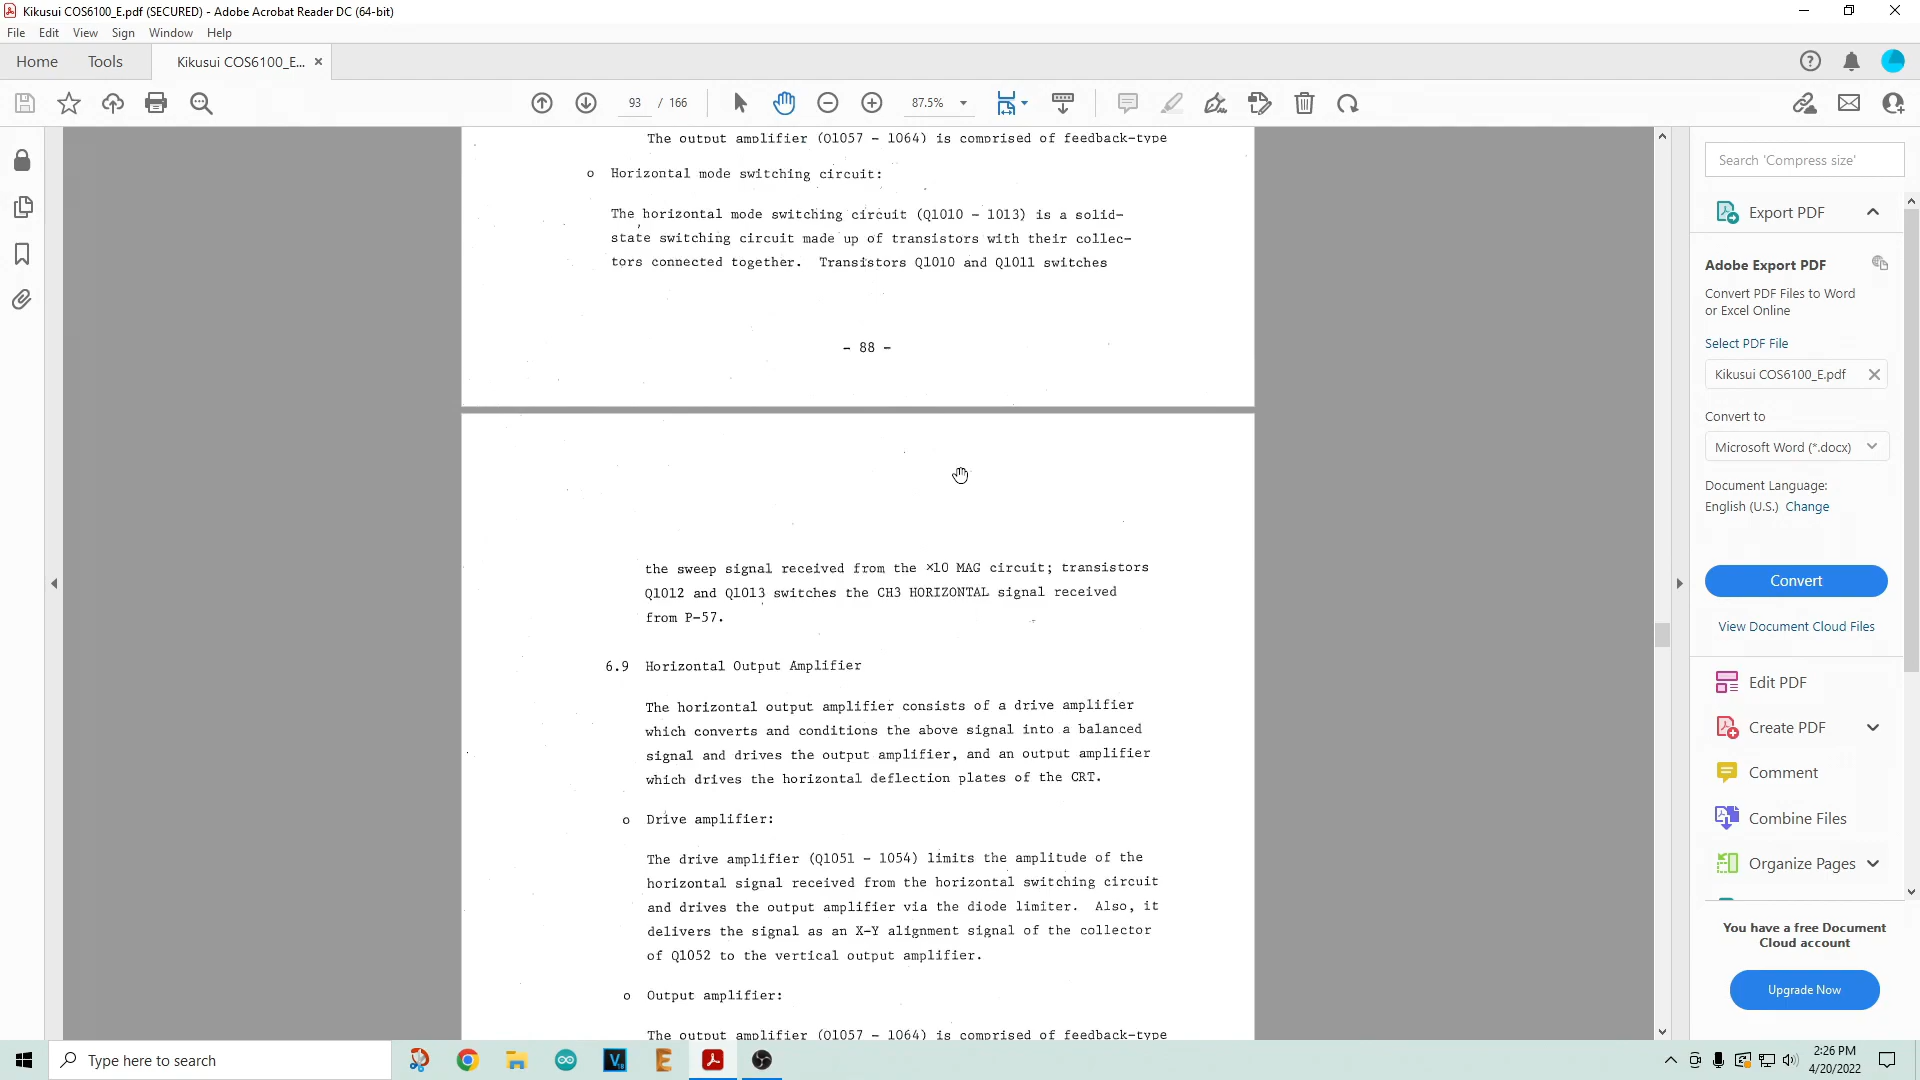 Kikusui COS6100_E.pdf (SECURED) - Adobe Acrobat Reader DC (64-bit)
File Edit View Sign Window Help
Home Tools Kikusui COS6100_E... ×
93 / 166 87.5%
The output amplifier (Q1057 - 1064) is comprised of feedback-type
o Horizontal mode switching circuit:
The horizontal mode switching circuit (Q1010 - 1013) is a solid-
state switching circuit made up of transistors with their collec-
tors connected together. Transistors Q1010 and Q1011 switches
- 88 -
the sweep signal received from the ×10 MAG circuit; transistors
Q1012 and Q1013 switches the CH3 HORIZONTAL signal received
from P-57.
6.9 Horizontal Output Amplifier
The horizontal output amplifier consists of a drive amplifier
which converts and conditions the above signal into a balanced
signal and drives the output amplifier, and an output amplifier
which drives the horizontal deflection plates of the CRT.
o Drive amplifier:
The drive amplifier (Q1051 - 1054) limits the amplitude of the
horizontal signal received from the horizontal switching circuit
and drives the output amplifier via the diode limiter. Also, it
delivers the signal as an X-Y alignment signal of the collector
of Q1052 to the vertical output amplifier.
o Output amplifier:
The output amplifier (Q1057 - 1064) is comprised of feedback-type
Search 'Compress size'
Export PDF
Adobe Export PDF
Convert PDF Files to Word
or Excel Online
Select PDF File
Kikusui COS6100_E.pdf
Convert to
Microsoft Word (*.docx)
Document Language:
English (U.S.) Change
Convert
View Document Cloud Files
Edit PDF
Create PDF
Comment
Combine Files
Organize Pages
You have a free Document
Cloud account
Upgrade Now
Type here to search
2:26 PM
4/20/2022